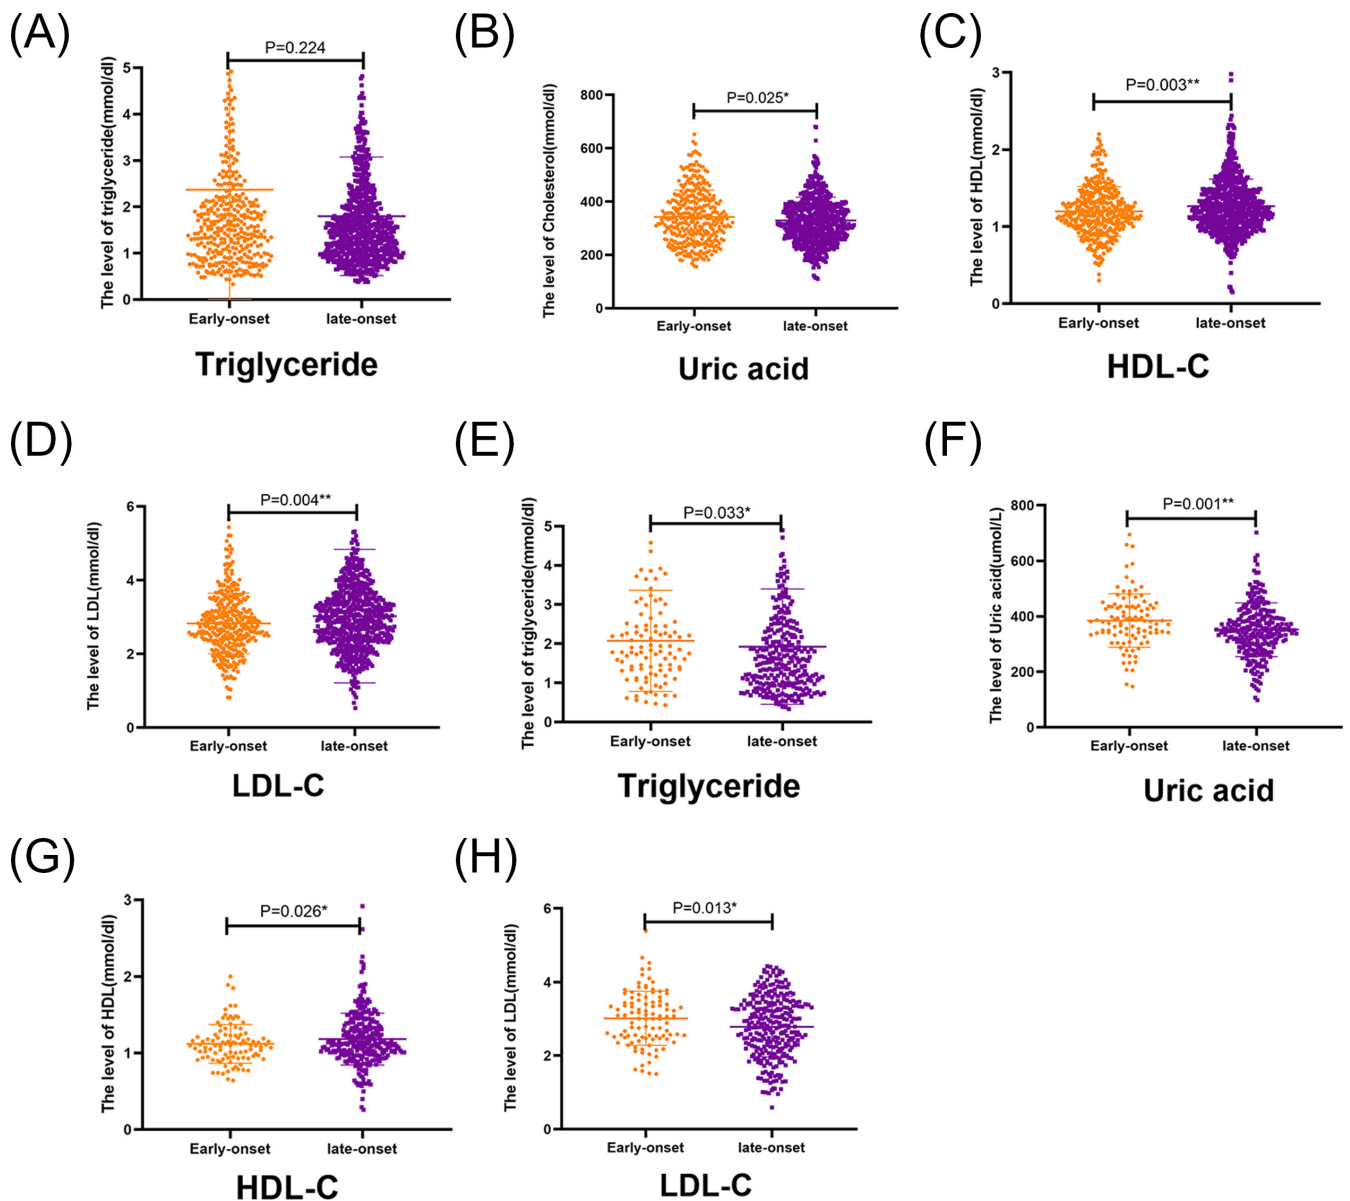 (A)
P=0.224
The level of triglyceride(mmol/dl)
5
4
3
2
1
0
Early-onset
late-onset
Triglyceride
(B)
P=0.025*
The level of Cholesterol(mmol/dl)
800
600
400
200
0
Early-onset
late-onset
Uric acid
(C)
P=0.003**
The level of HDL(mmol/dl)
3
2
1
0
Early-onset
late-onset
HDL-C
(D)
P=0.004**
The level of LDL(mmol/dl)
6
4
2
0
Early-onset
late-onset
LDL-C
(E)
P=0.033*
The level of triglyceride(mmol/dl)
5
4
3
2
1
0
Early-onset
late-onset
Triglyceride
(F)
P=0.001**
The level of Uric acid(umol/L)
800
600
400
200
0
Early-onset
late-onset
Uric acid
(G)
P=0.026*
The level of HDL(mmol/dl)
3
2
1
0
Early-onset
late-onset
HDL-C
(H)
P=0.013*
The level of LDL(mmol/dl)
6
4
2
0
Early-onset
late-onset
LDL-C